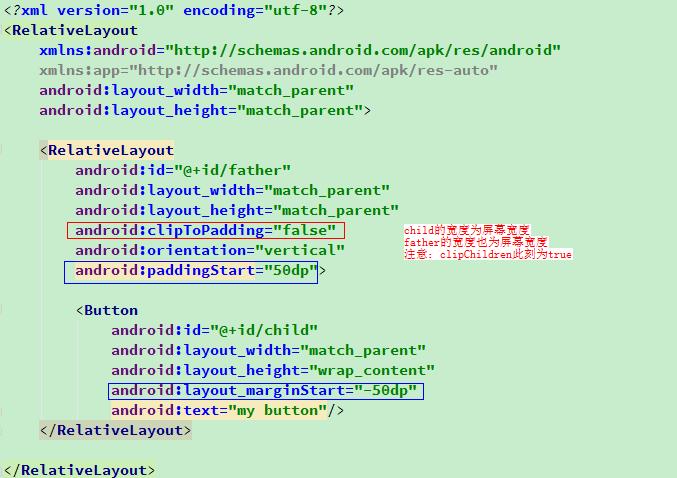 <?xml version="1.0" encoding="utf-8"?>
<RelativeLayout
xmlns:android="http://schemas.android.com/apk/res/android"
xmlns:app="http://schemas.android.com/apk/res-auto"
android:layout_width="match_parent"
android:layout_height="match_parent">
<RelativeLayout
android:id="@+id/father"
android:layout_width="match_parent"
android:layout_height="match_parent"
android:clipToPadding="false"
android:orientation="vertical"
android:paddingStart="50dp">
child的宽度为屏幕宽度
father的宽度也为屏幕宽度
注意：clipChildren此刻为true
<Button
android:id="@+id/child"
android:layout_width="match_parent"
android:layout_height="wrap_content"
android:layout_marginStart="-50dp"
android:text="my button"/>
</RelativeLayout>
</RelativeLayout>